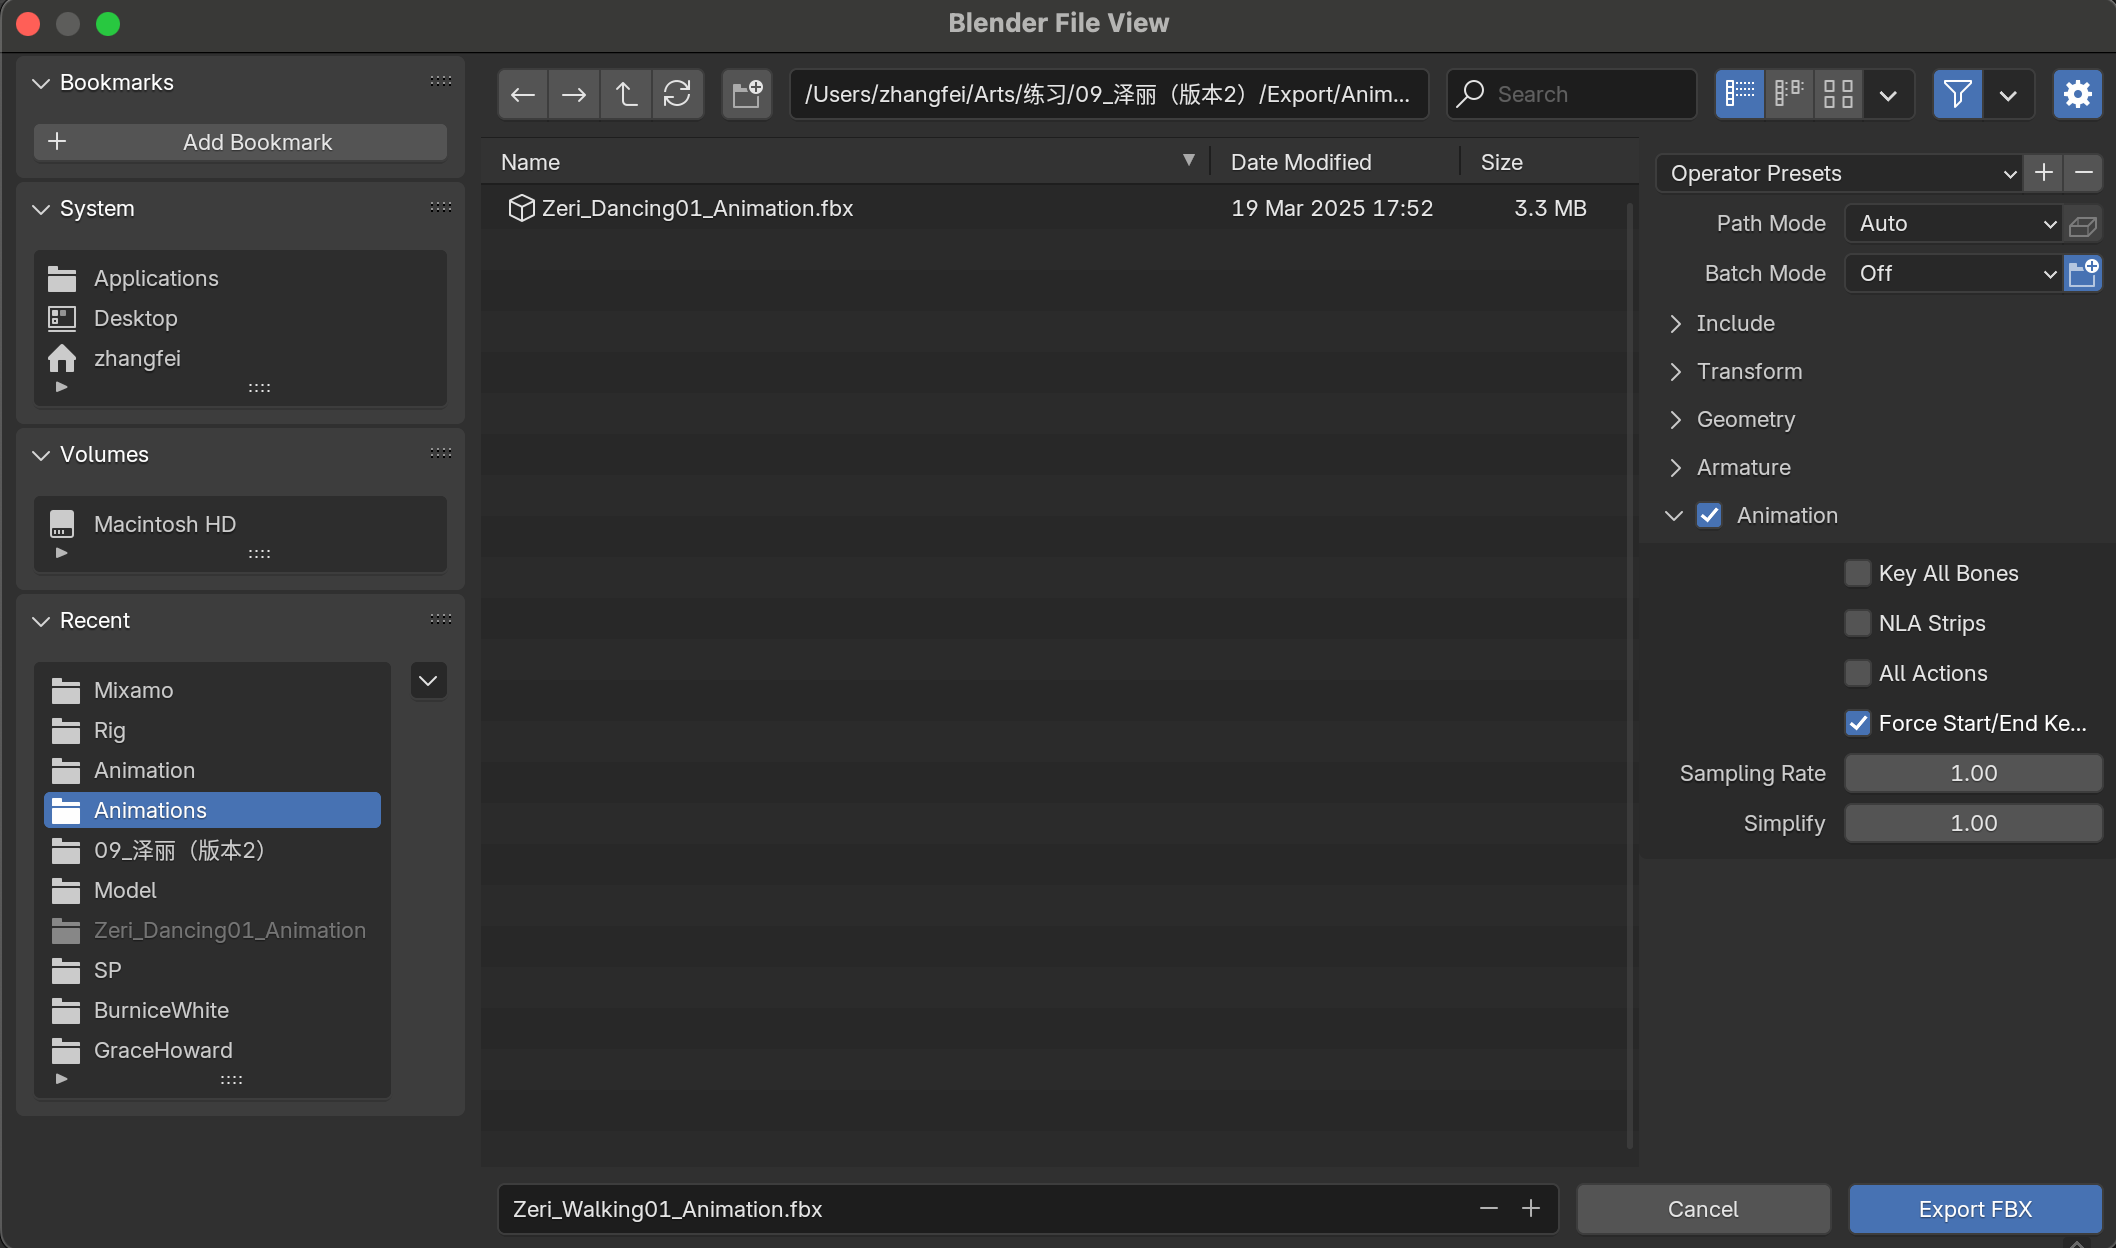 Blender File View
Bookmarks
Add Bookmark
System
Applications
Desktop
zhangfei
Volumes
Macintosh HD
Recent
Mixamo
Rig
Animation
Animations
09_泽丽（版本2）
Model
Zeri_Dancing01_Animation
SP
BurniceWhite
GraceHoward
/Users/zhangfei/Arts/练习/09_泽丽（版本2）/Export/Anim...
Search
Name Date Modified Size
Zeri_Dancing01_Animation.fbx 19 Mar 2025 17:52 3.3 MB
Operator Presets
Path Mode Auto
Batch Mode Off
Include
Transform
Geometry
Armature
Animation
Key All Bones
NLA Strips
All Actions
Force Start/End Ke...
Sampling Rate 1.00
Simplify 1.00
Zeri_Walking01_Animation.fbx
Cancel
Export FBX